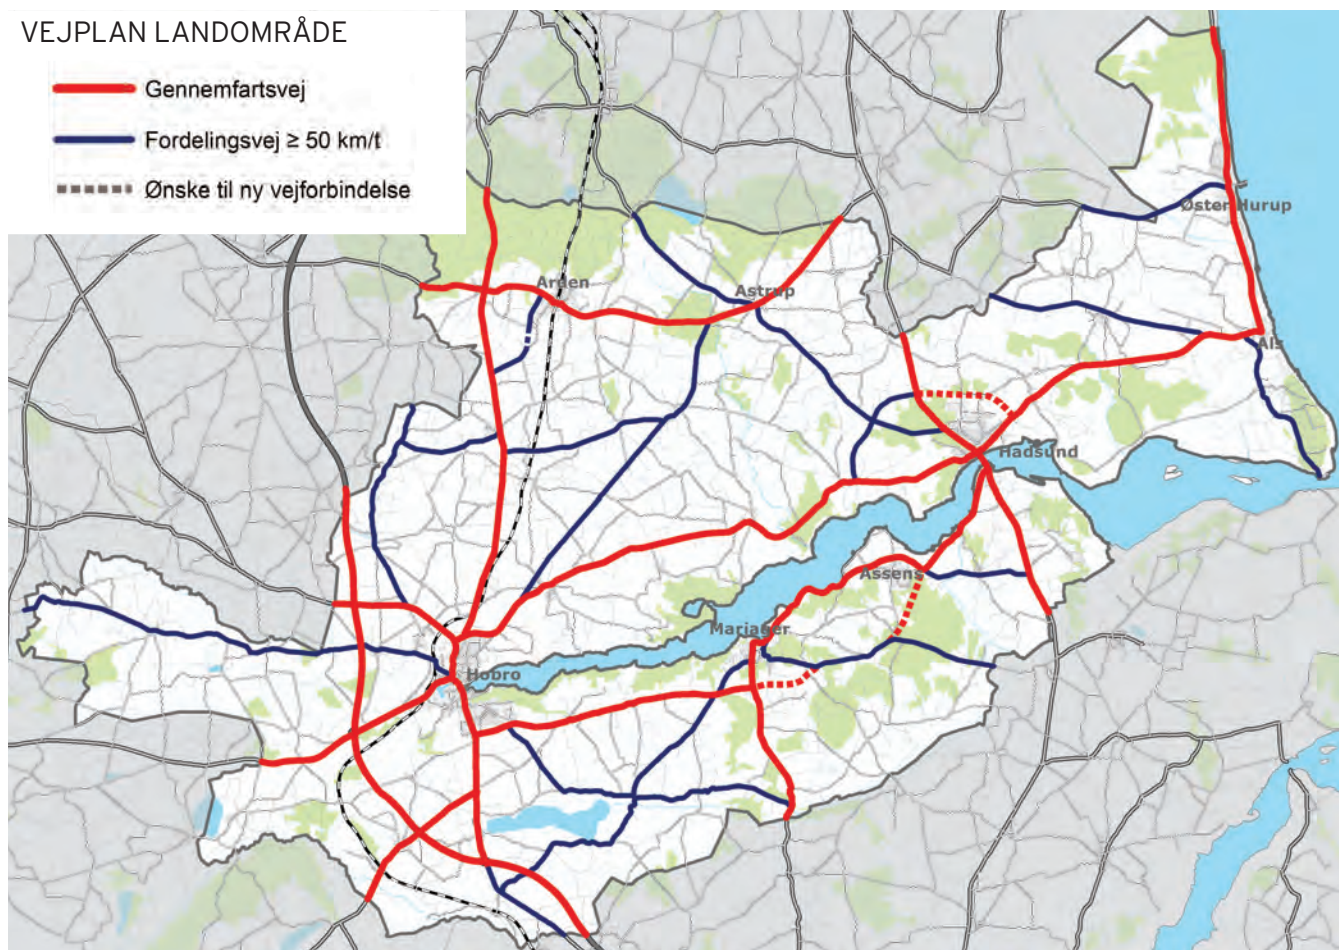 VEJPLAN LANDOMRÅDE
Gennemfartsvej
Fordelingsvej ≥ 50 km/t
Ønske til ny vejforbindelse
Øster Hurup
Arden
Astrup
Als
Hadsund
Assens
Mariager
Hobro